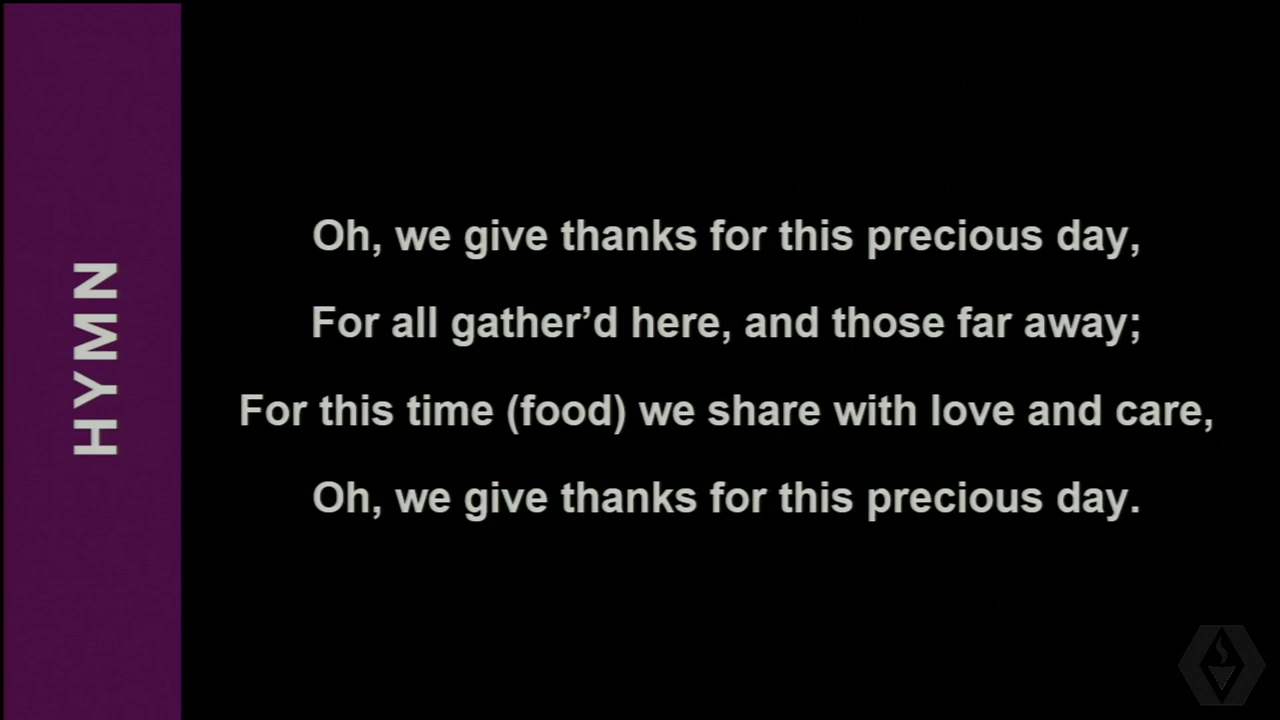 HYMN
Oh, we give thanks for this precious day,
For all gather’d here, and those far away;
For this time (food) we share with love and care,
Oh, we give thanks for this precious day.